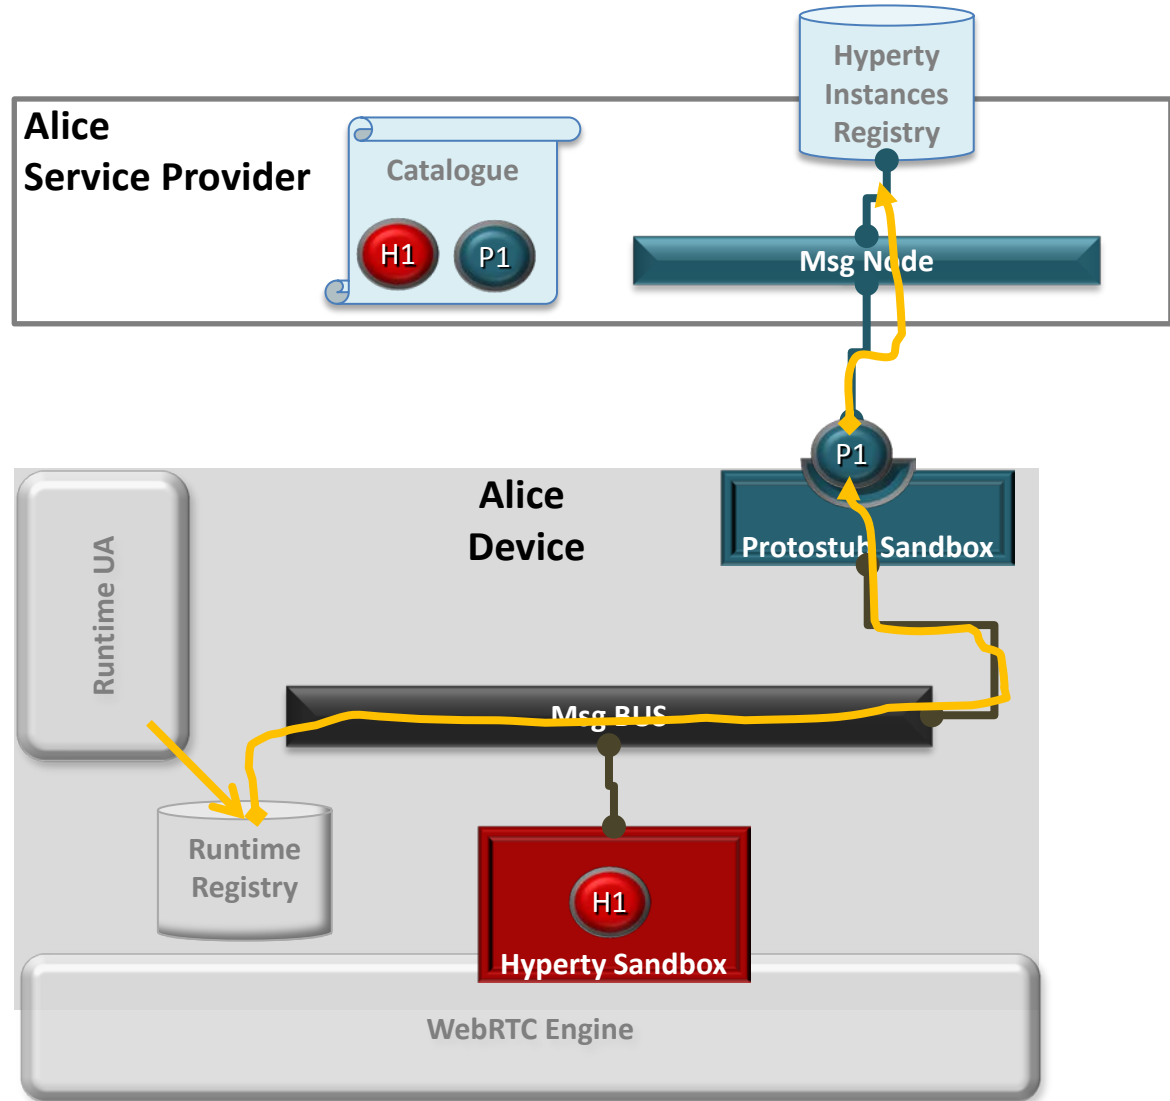 Hyperty
Instances
Registry
Alice
Service Provider
Catalogue
H1
P1
Msg Node
P1
Alice
Device
Protostub Sandbox
Runtime UA
Msg BUS
Runtime
Registry
H1
Hyperty Sandbox
WebRTC Engine